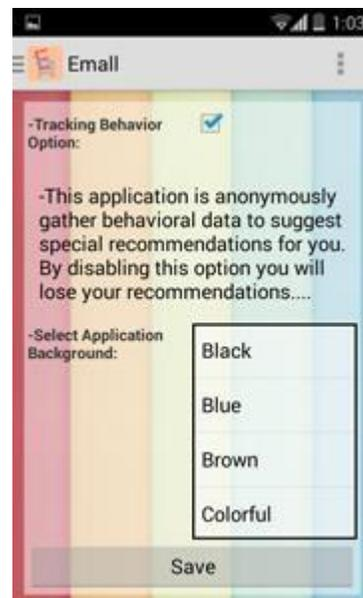 1:03
Emall
-Tracking Behavior
Option:
-This application is anonymously
gather behavioral data to suggest
special recommendations for you.
By disabling this option you will
lose your recommendations....
-Select Application
Background:
Black
Blue
Brown
Colorful
Save